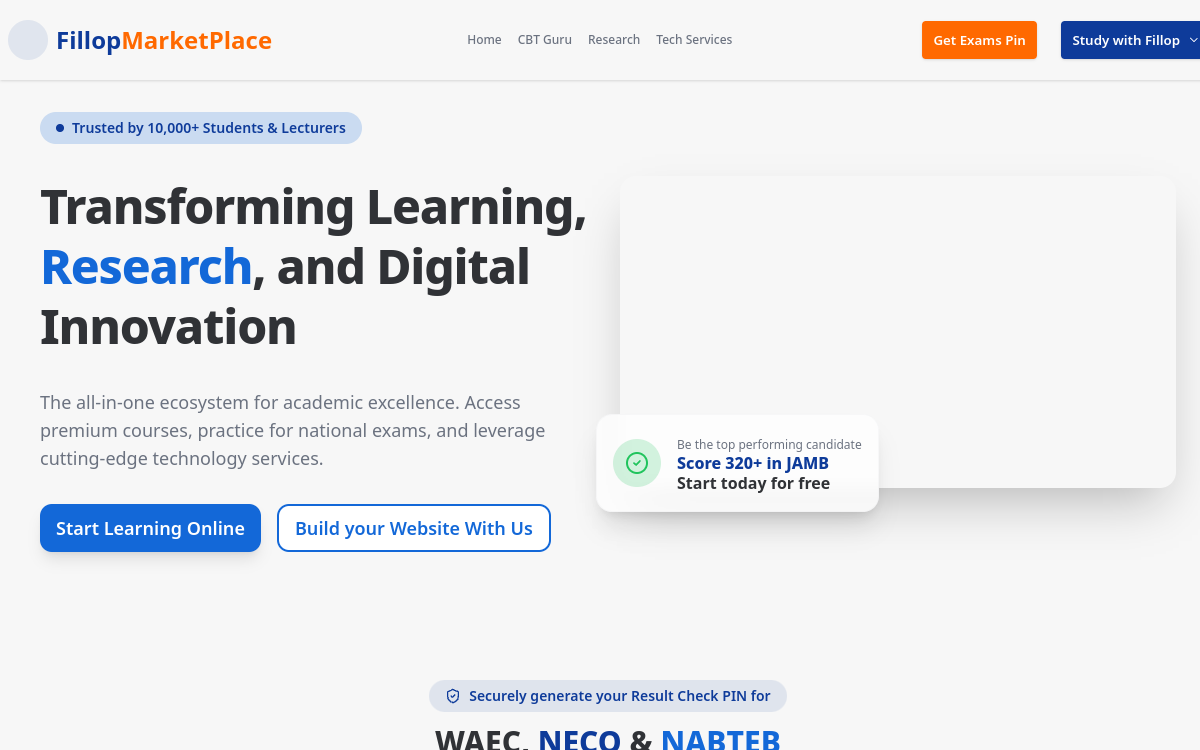 FillopMarketPlace
Home CBT Guru Research Tech Services
Get Exams Pin
Study with Fillop
Trusted by 10,000+ Students & Lecturers
Transforming Learning,
Research, and Digital
Innovation
The all-in-one ecosystem for academic excellence. Access
premium courses, practice for national exams, and leverage
cutting-edge technology services.
Start Learning Online
Build your Website With Us
Be the top performing candidate
Score 320+ in JAMB
Start today for free
Securely generate your Result Check PIN for
WAEC, NECO & NABTEB